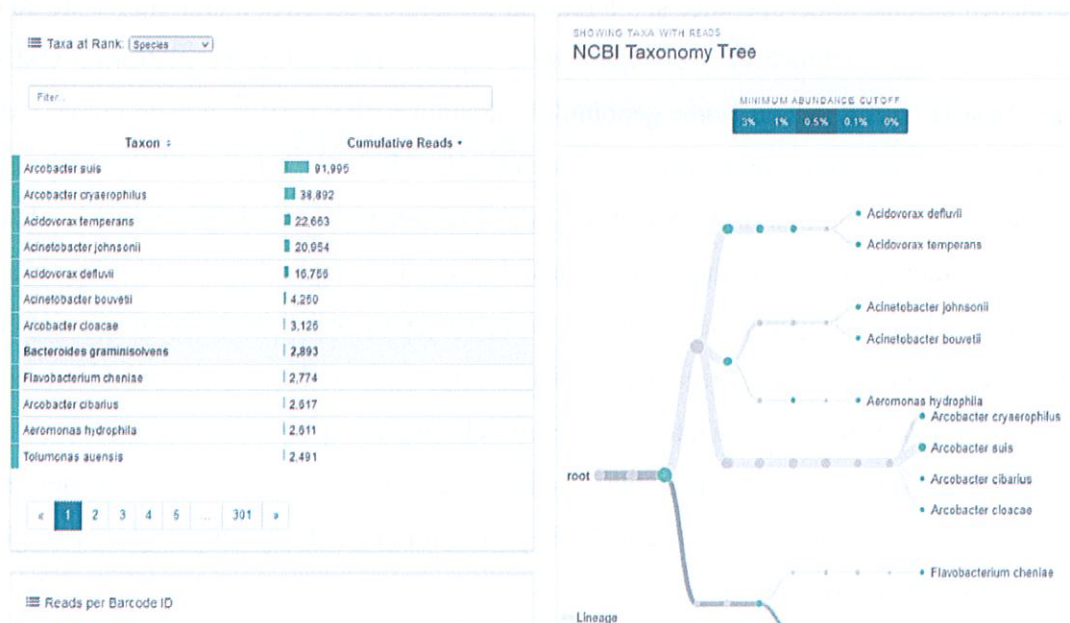 Taxa at Rank: Species
Filter...
Taxon Cumulative Reads
Arcobacter suis 91,995
Arcobacter cryaerophilus 38,892
Acidovorax temperans 22,663
Acinetobacter johnsonii 20,954
Acidovorax defluvii 16,766
Acinetobacter bouvetii 4,250
Arcobacter cloacae 3,126
Bacteroides graminisolvens 2,893
Flavobacterium cheniae 2,774
Arcobacter cibarius 2,617
Aeromonas hydrophila 2,611
Tolumonas auensis 2,491
« 1 2 3 4 5 ... 301 »
Reads per Barcode ID
SHOWING TAXA WITH READS
NCBI Taxonomy Tree
MINIMUM ABUNDANCE CUTOFF
3% 1% 0.5% 0.1% 0%
Acidovorax defluvii
Acidovorax temperans
Acinetobacter johnsonii
Acinetobacter bouvetii
Aeromonas hydrophila
Arcobacter cryaerophilus
Arcobacter suis
root
Arcobacter cibarius
Arcobacter cloacae
Flavobacterium cheniae
Lineage